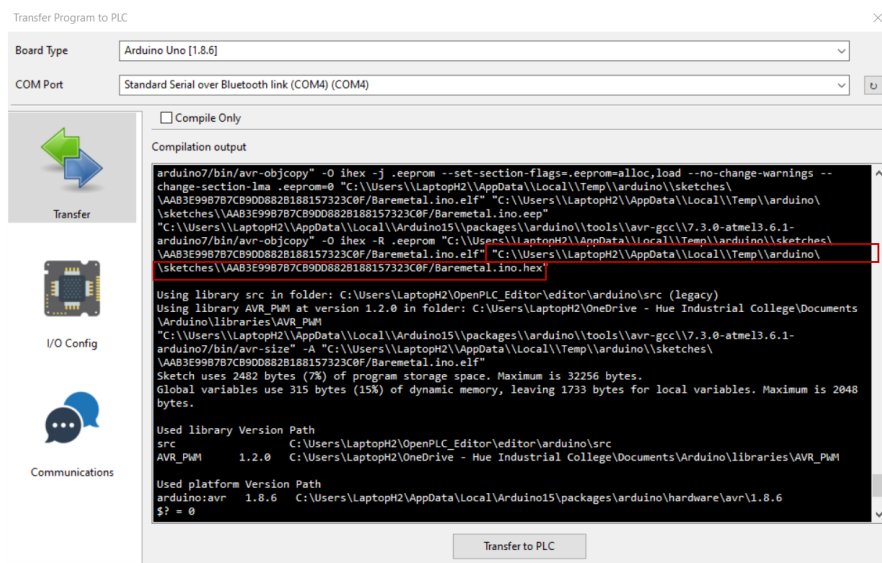 Transfer Program to PLC
Board Type
Arduino Uno [1.8.6]
COM Port
Standard Serial over Bluetooth link (COM4) (COM4)
Compile Only
Compilation output
Transfer
I/O Config
Communications
arduino7/bin/avr-objcopy" -O ihex -j .eeprom --set-section-flags=.eeprom=alloc,load --no-change-warnings --
change-section-lma .eeprom=0 "C:\\Users\\LaptopH2\\AppData\\Local\\Temp\\arduino\\sketches\
\AAB3E99B7B7CB9DD882B188157323C0F/Baremetal.ino.elf" "C:\\Users\\LaptopH2\\AppData\\Local\\Temp\\arduino\
\sketches\\AAB3E99B7B7CB9DD882B188157323C0F/Baremetal.ino.eep"
"C:\\Users\\LaptopH2\\AppData\\Local\\Arduino15\\packages\\arduino\\tools\\avr-gcc\\7.3.0-atmel3.6.1-
arduino7/bin/avr-objcopy" -O ihex -R .eeprom "C:\\Users\\LaptopH2\\AppData\\Local\\Temp\\arduino\\sketches\
\AAB3E99B7B7CB9DD882B188157323C0F/Baremetal.ino.elf" "C:\\Users\\LaptopH2\\AppData\\Local\\Temp\\arduino\
\sketches\\AAB3E99B7B7CB9DD882B188157323C0F/Baremetal.ino.hex"
Using library src in folder: C:\Users\LaptopH2\OpenPLC_Editor\editor\arduino\src (legacy)
Using library AVR_PWM at version 1.2.0 in folder: C:\Users\LaptopH2\OneDrive - Hue Industrial College\Documents
\Arduino\libraries\AVR_PWM
"C:\\Users\\LaptopH2\\AppData\\Local\\Arduino15\\packages\\arduino\\tools\\avr-gcc\\7.3.0-atmel3.6.1-
arduino7/bin/avr-size" -A "C:\\Users\\LaptopH2\\AppData\\Local\\Temp\\arduino\\sketches\
\AAB3E99B7B7CB9DD882B188157323C0F/Baremetal.ino.elf"
Sketch uses 2482 bytes (7%) of program storage space. Maximum is 32256 bytes.
Global variables use 315 bytes (15%) of dynamic memory, leaving 1733 bytes for local variables. Maximum is 2048
bytes.
Used library Version Path
src C:\Users\LaptopH2\OpenPLC_Editor\editor\arduino\src
AVR_PWM 1.2.0 C:\Users\LaptopH2\OneDrive - Hue Industrial College\Documents\Arduino\libraries\AVR_PWM
Used platform Version Path
arduino:avr 1.8.6 C:\Users\LaptopH2\AppData\Local\Arduino15\packages\arduino\hardware\avr\1.8.6
$? = 0
Transfer to PLC